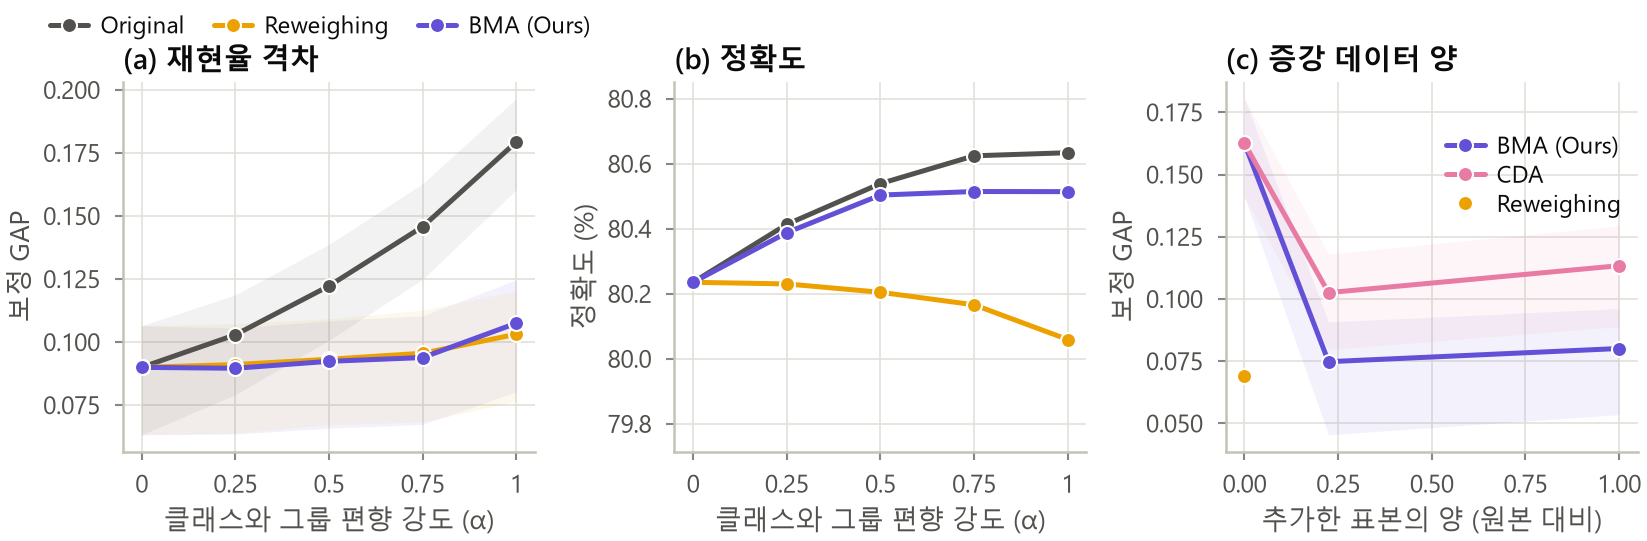 Original Reweighing BMA (Ours)
(a) 재현율 격차
0.200
0.175
0.150
0.125
0.100
0.075
보정 GAP
0 0.25 0.5 0.75 1
클래스와 그룹 편향 강도 (α)
(b) 정확도
80.8
80.6
80.4
80.2
80.0
79.8
정확도 (%)
0 0.25 0.5 0.75 1
클래스와 그룹 편향 강도 (α)
(c) 증강 데이터 양
0.175
0.150
0.125
0.100
0.075
0.050
보정 GAP
BMA (Ours)
CDA
Reweighing
0.00 0.25 0.50 0.75 1.00
추가한 표본의 양 (원본 대비)